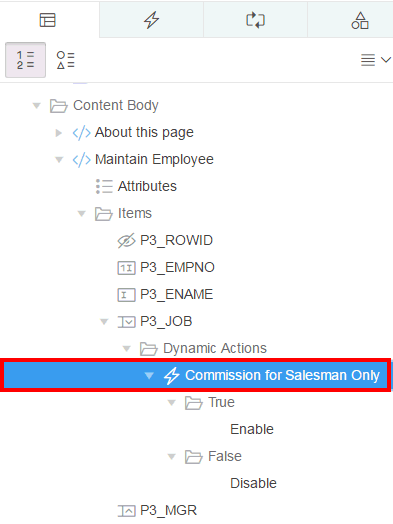 Content Body
About this page
Maintain Employee
Attributes
Items
P3_ROWID
P3_EMPNO
P3_ENAME
P3_JOB
Dynamic Actions
Commission for Salesman Only
True
Enable
False
Disable
P3_MGR